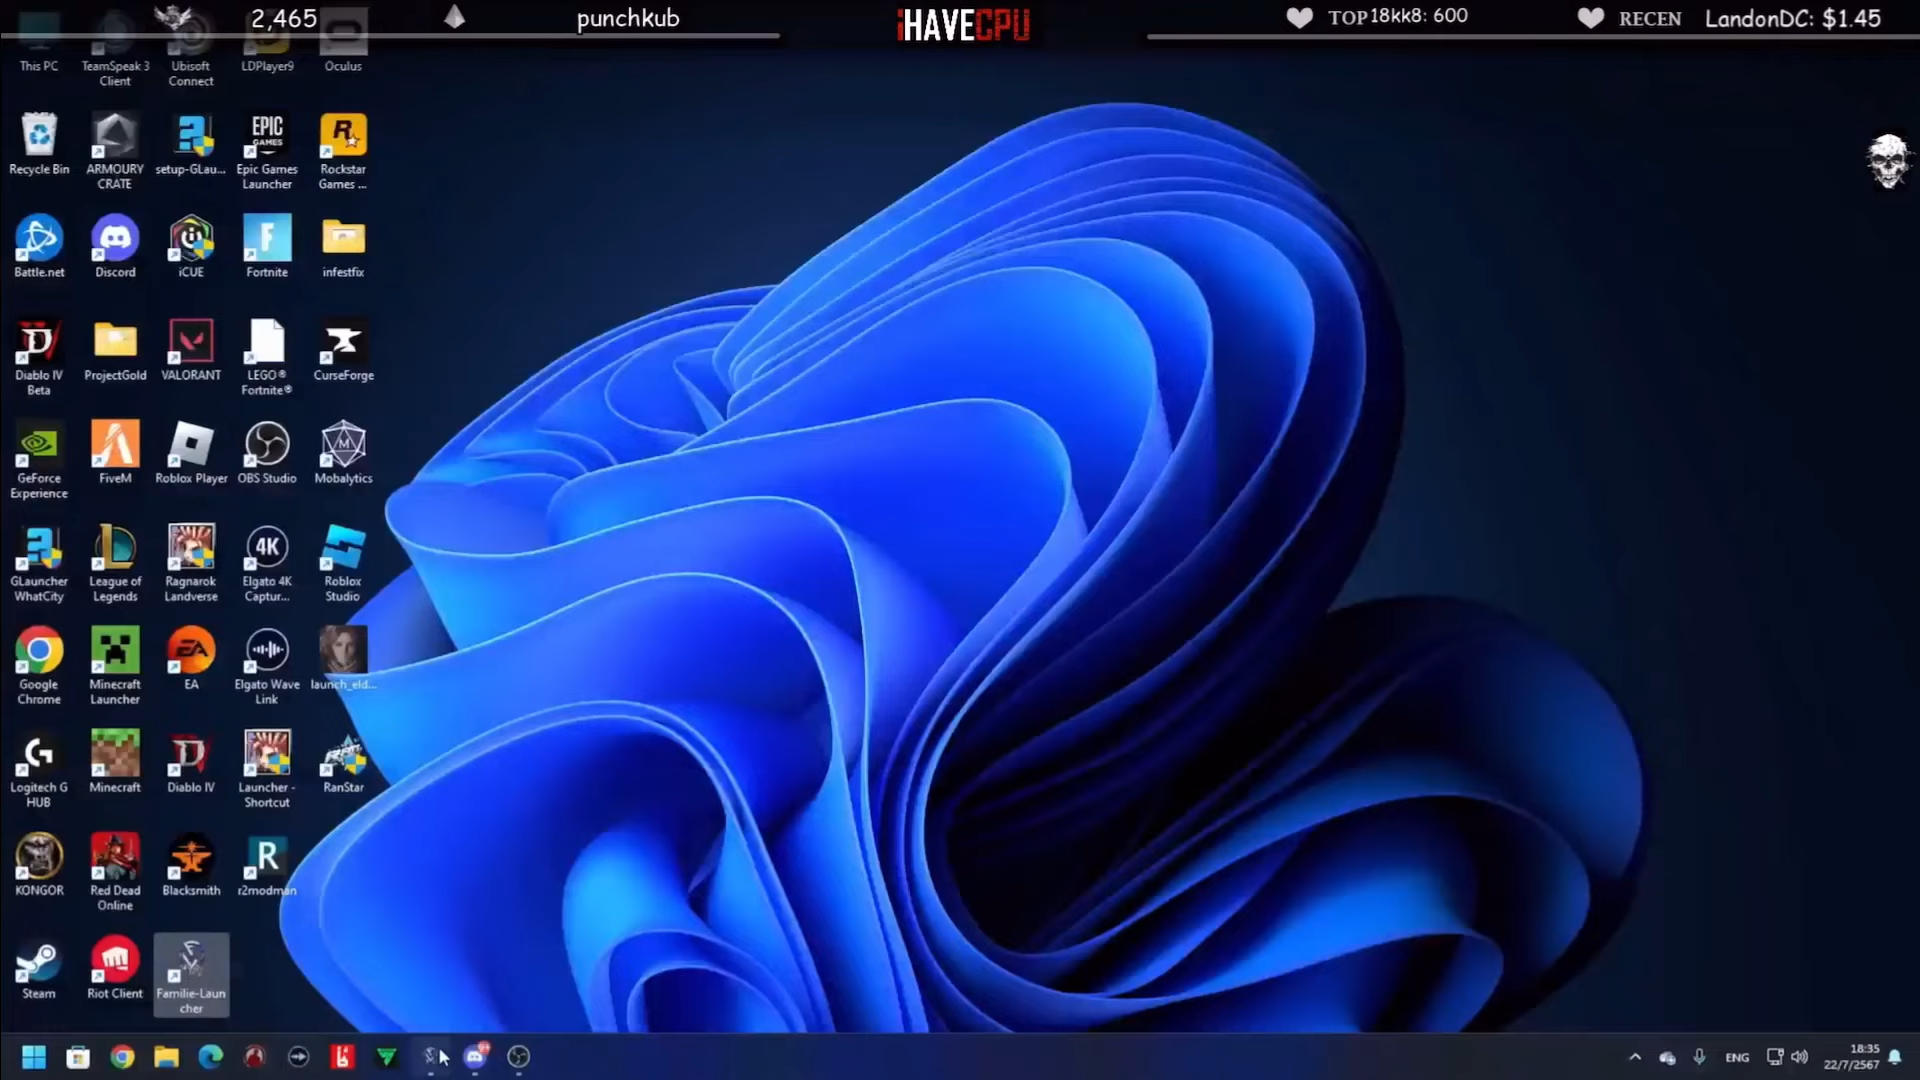 2,465
punchkub
iHAVECPU
TOP 18kk8: 600
RECEN LandonDC: $1.45
This PC
TeamSpeak 3
Client
Ubisoft
Connect
LDPlayer9
Oculus
Recycle Bin
ARMOURY
CRATE
setup-GLau...
EPIC
GAMES
Epic Games
Launcher
Rockstar
Games ...
Battle.net
Discord
iCUE
Fortnite
infestfix
Diablo IV
Beta
ProjectGold
VALORANT
LEGO®
Fortnite®
CurseForge
GeForce
Experience
FiveM
Roblox Player
OBS Studio
Mobalytics
GLauncher
WhatCity
League of
Legends
Ragnarok
Landverse
4K
Elgato 4K
Captur...
Roblox
Studio
Google
Chrome
Minecraft
Launcher
EA
EA
Elgato Wave
Link
launch_eld...
Logitech G
HUB
Minecraft
Diablo IV
Launcher -
Shortcut
RanStar
KONGOR
Red Dead
Online
Blacksmith
R
r2modman
Steam
Riot Client
Familie-Laun
cher
ENG
18:35
22/7/2567